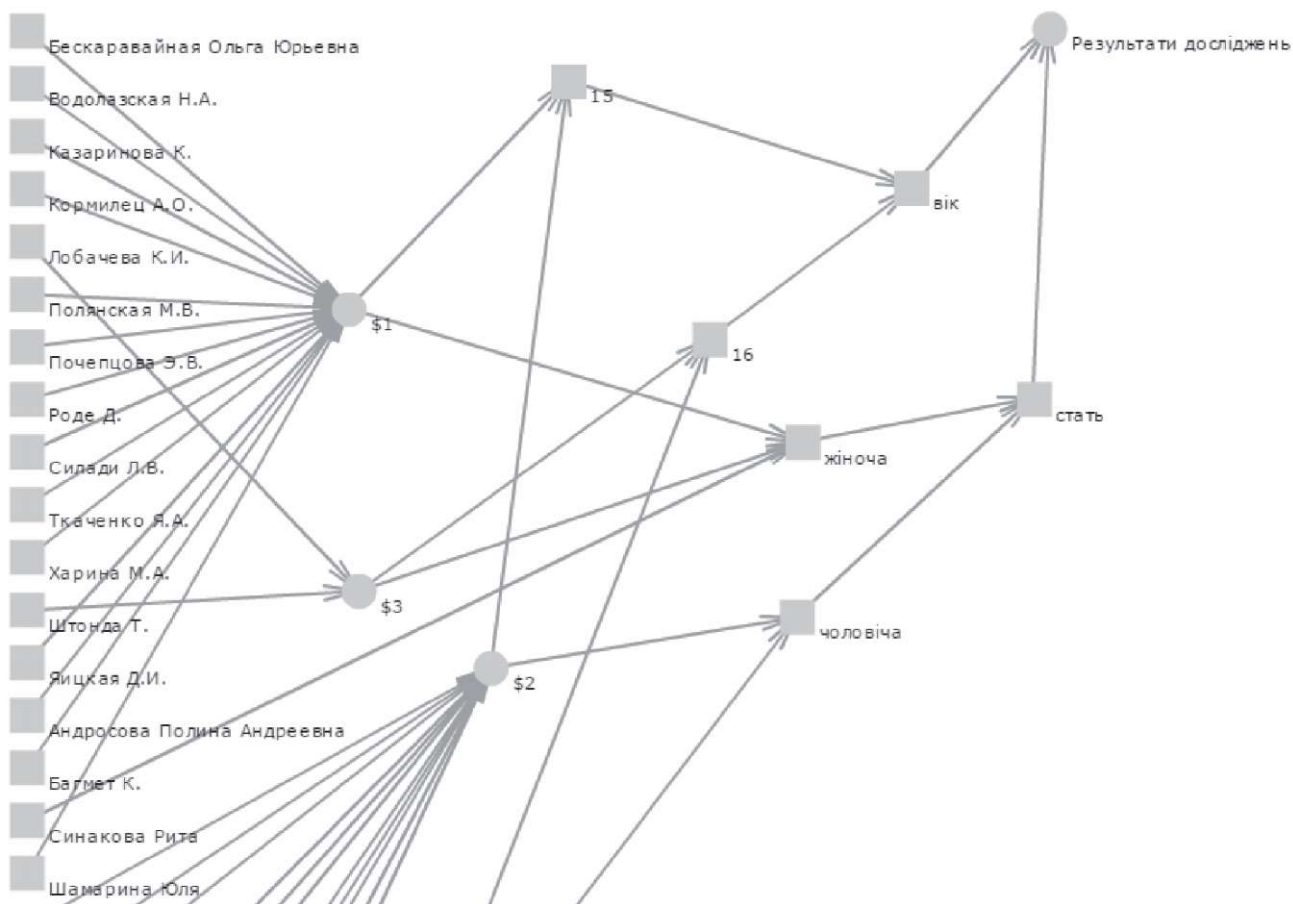 Бескаравайная Ольга Юрьевна
Водолазская Н.А.
Казаринова К.
Кормилец А.О.
Лобачева К.И.
Полянская М.В.
Почепцова Э.В.
Роде Д.
Силади Л.В.
Ткаченко Я.А.
Харина М.А.
Штонда Т.
Яицкая Д.И.
Андросова Полина Андреевна
Багмет К.
Синакова Рита
Шамарина Юля
$1
$3
$2
15
16
жіноча
чоловіча
вік
стать
Результати досліджень